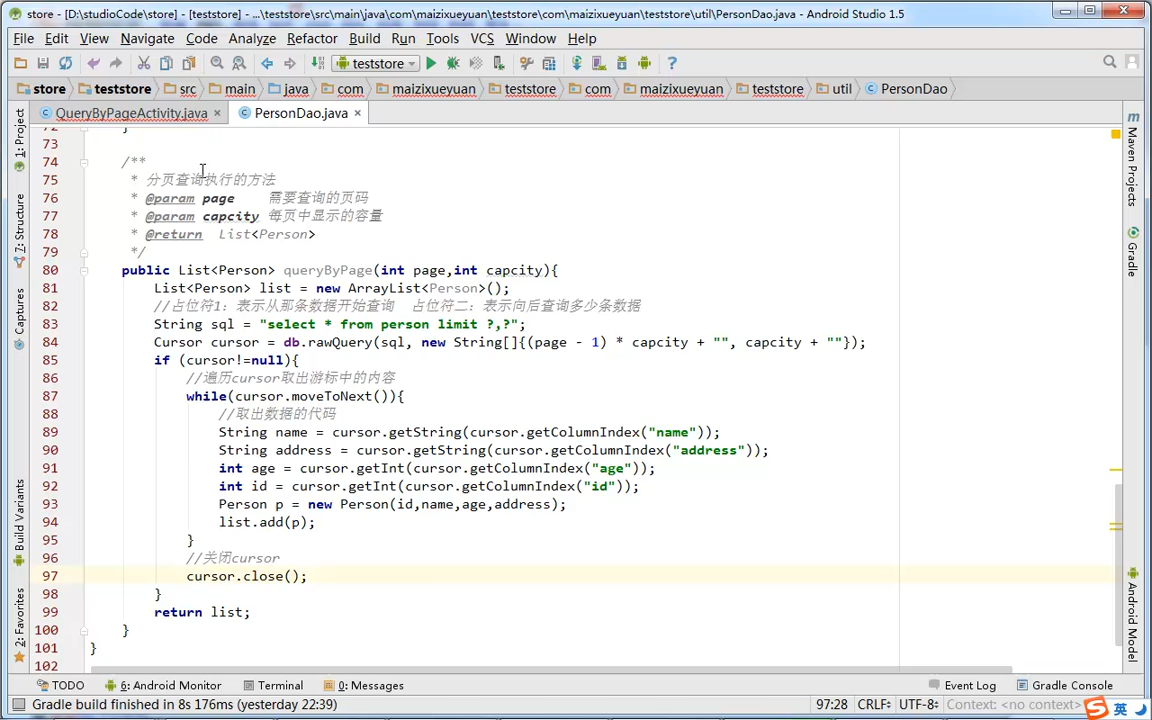 store - [D:\studioCode\store] - [teststore] - ...\teststore\src\main\java\com\maizixueyuan\teststore\com\maizixueyuan\teststore\util\PersonDao.java - Android Studio 1.5
File Edit View Navigate Code Analyze Refactor Build Run Tools VCS Window Help
teststore
store teststore src main java com maizixueyuan teststore com maizixueyuan teststore util PersonDao
QueryByPageActivity.java × PersonDao.java ×
72 }
73
74 /**
75 * 分页查询执行的方法
76 * @param page 需要查询的页码
77 * @param capcity 每页中显示的容量
78 * @return List<Person>
79 */
80 public List<Person> queryByPage(int page,int capcity){
81 List<Person> list = new ArrayList<Person>();
82 //占位符1: 表示从那条数据开始查询 占位符二: 表示向后查询多少条数据
83 String sql = "select * from person limit ?,?";
84 Cursor cursor = db.rawQuery(sql, new String[]{(page - 1) * capcity + "", capcity + ""});
85 if (cursor!=null){
86 //遍历cursor取出游标中的内容
87 while(cursor.moveToNext()){
88 //取出数据的代码
89 String name = cursor.getString(cursor.getColumnIndex("name"));
90 String address = cursor.getString(cursor.getColumnIndex("address"));
91 int age = cursor.getInt(cursor.getColumnIndex("age"));
92 int id = cursor.getInt(cursor.getColumnIndex("id"));
93 Person p = new Person(id,name,age,address);
94 list.add(p);
95 }
96 //关闭cursor
97 cursor.close();
98 }
99 return list;
100 }
101 }
102
1: Project
7: Structure
Captures
Build Variants
2: Favorites
m
Maven Projects
Gradle
Android Model
TODO 6: Android Monitor Terminal 0: Messages Event Log Gradle Console
Gradle build finished in 8s 176ms (yesterday 22:39) 97:28 CRLF UTF-8 Context: <no context>
S 英